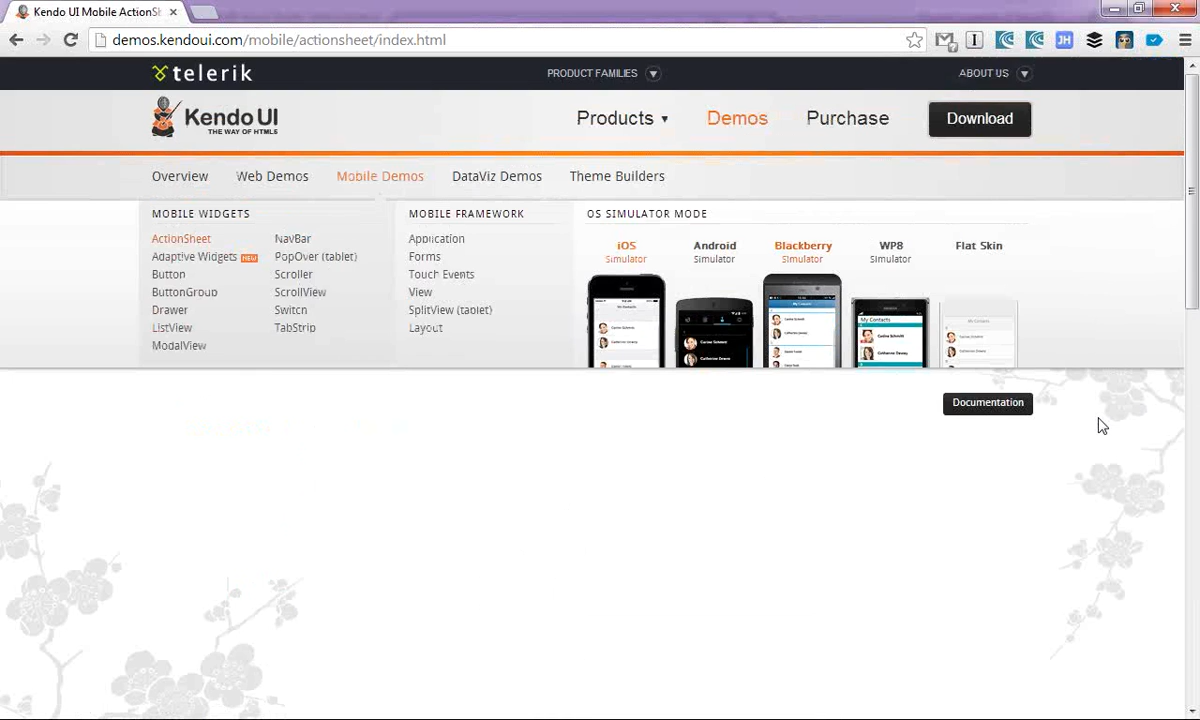 Kendo UI Mobile ActionSh
demos.kendoui.com/mobile/actionsheet/index.html
telerik
PRODUCT FAMILIES
ABOUT US
Kendo UI
THE WAY OF HTML5
Products
Demos
Purchase
Download
Overview
Web Demos
Mobile Demos
DataViz Demos
Theme Builders
MOBILE WIDGETS
ActionSheet
Adaptive Widgets NEW
Button
ButtonGroup
Drawer
ListView
ModalView
NavBar
PopOver (tablet)
Scroller
ScrollView
Switch
TabStrip
MOBILE FRAMEWORK
Application
Forms
Touch Events
View
SplitView (tablet)
Layout
OS SIMULATOR MODE
iOS
Simulator
Android
Simulator
Blackberry
Simulator
WP8
Simulator
Flat Skin
My Contacts
Documentation